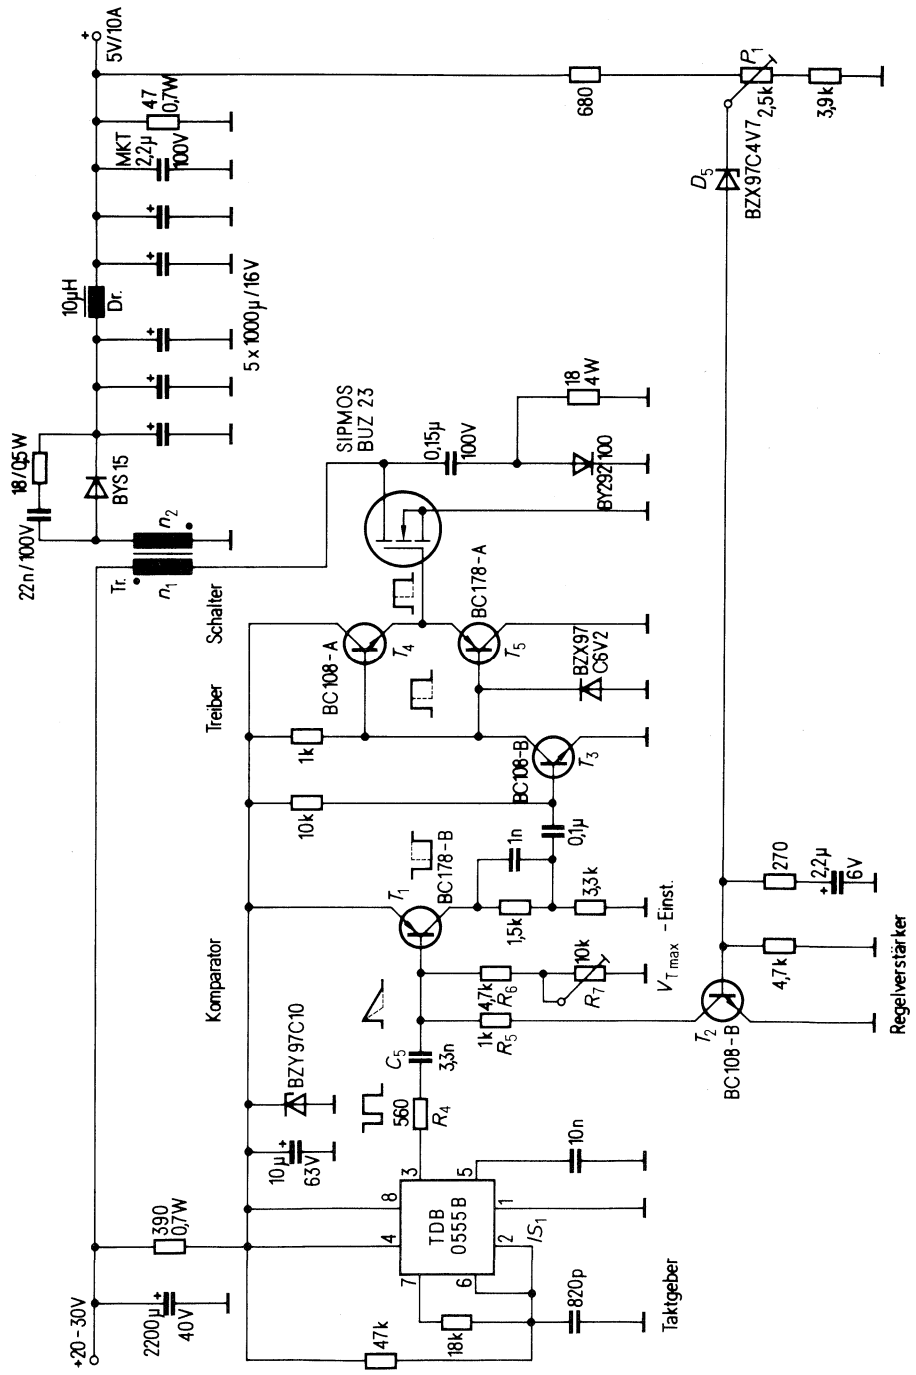 +20-30V
2200µ
40V
+
390
0,7W
47k
7
4
8
TDB
0555B
3
6
2
1
5
IS1
18k
820p
Taktgeber
10n
10µ
63V
+
BZY 97C10
560
R4
C5
3,3n
Komparator
T1
BC178-B
1k
R5
4,7k
R6
10k
R7
VT max -Einst.
1,5k
1n
3,3k
0,1µ
T2
BC108-B
Regelverstärker
4,7k
270
+
2,2µ
6V
10k
1k
BC108-B
T3
Treiber
BC108-A
T4
BC178-A
T5
BZX97
C6V2
Schalter
Tr.
n1
n2
22n/100V
18/0,5W
BYS 15
SIPMOS
BUZ 23
0,15µ
100V
BY292-100
18
4W
+
+
+
10µH
Dr.
+
+
5 x 1000µ/16V
MKT
2,2µ
100V
47
0,7W
+
5V/10A
680
P1
2,5k
3,9k
D5
BZX97C4V7